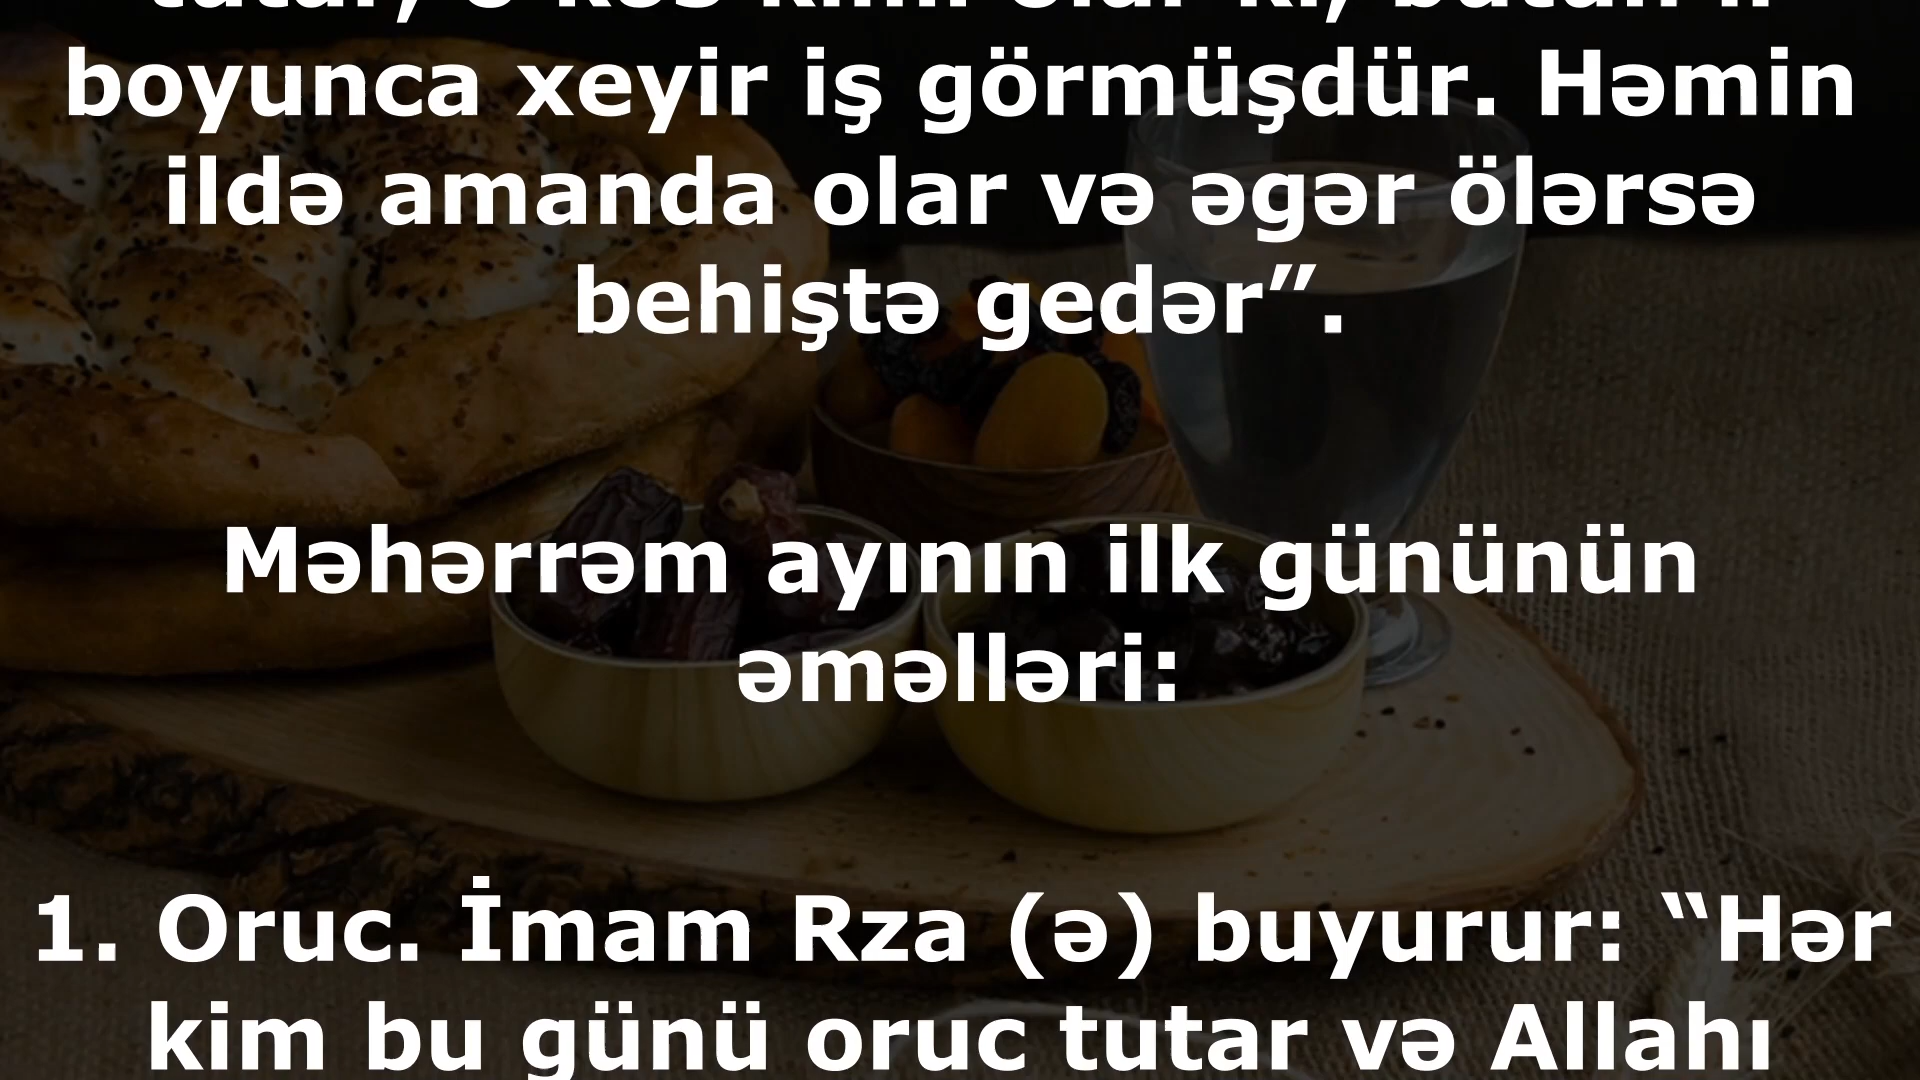 boyunca xeyir iş görmüşdür. Həmin
ildə amanda olar və əgər ölərsə
behiştə gedər”.
Məhərrəm ayının ilk gününün
əməlləri:
1. Oruc. İmam Rza (ə) buyurur: “Hər
kim bu günü oruc tutar və Allahı